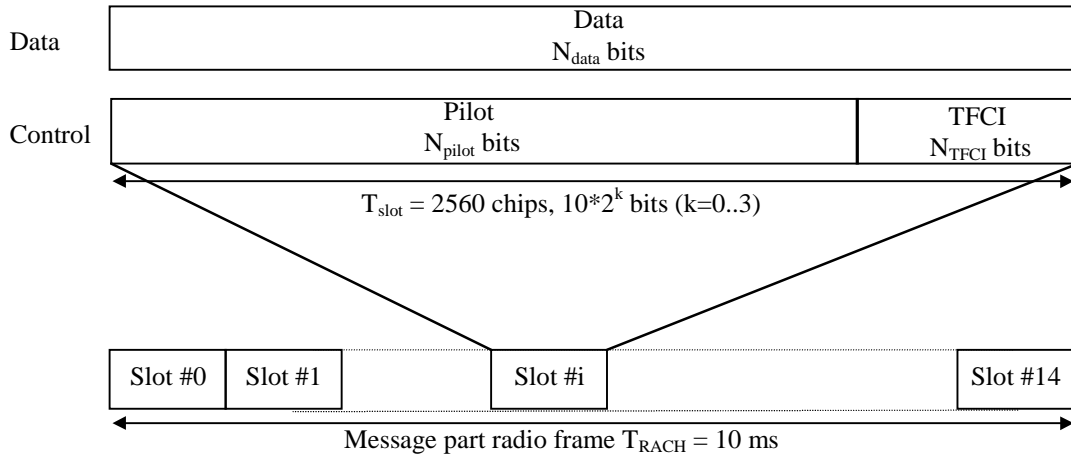 Data
Data
N_data bits
Control
Pilot
N_pilot bits
TFCI
N_TFCI bits
T_slot = 2560 chips, 10*2^k bits (k=0..3)
Slot #0
Slot #1
Slot #i
Slot #14
Message part radio frame T_RACH = 10 ms